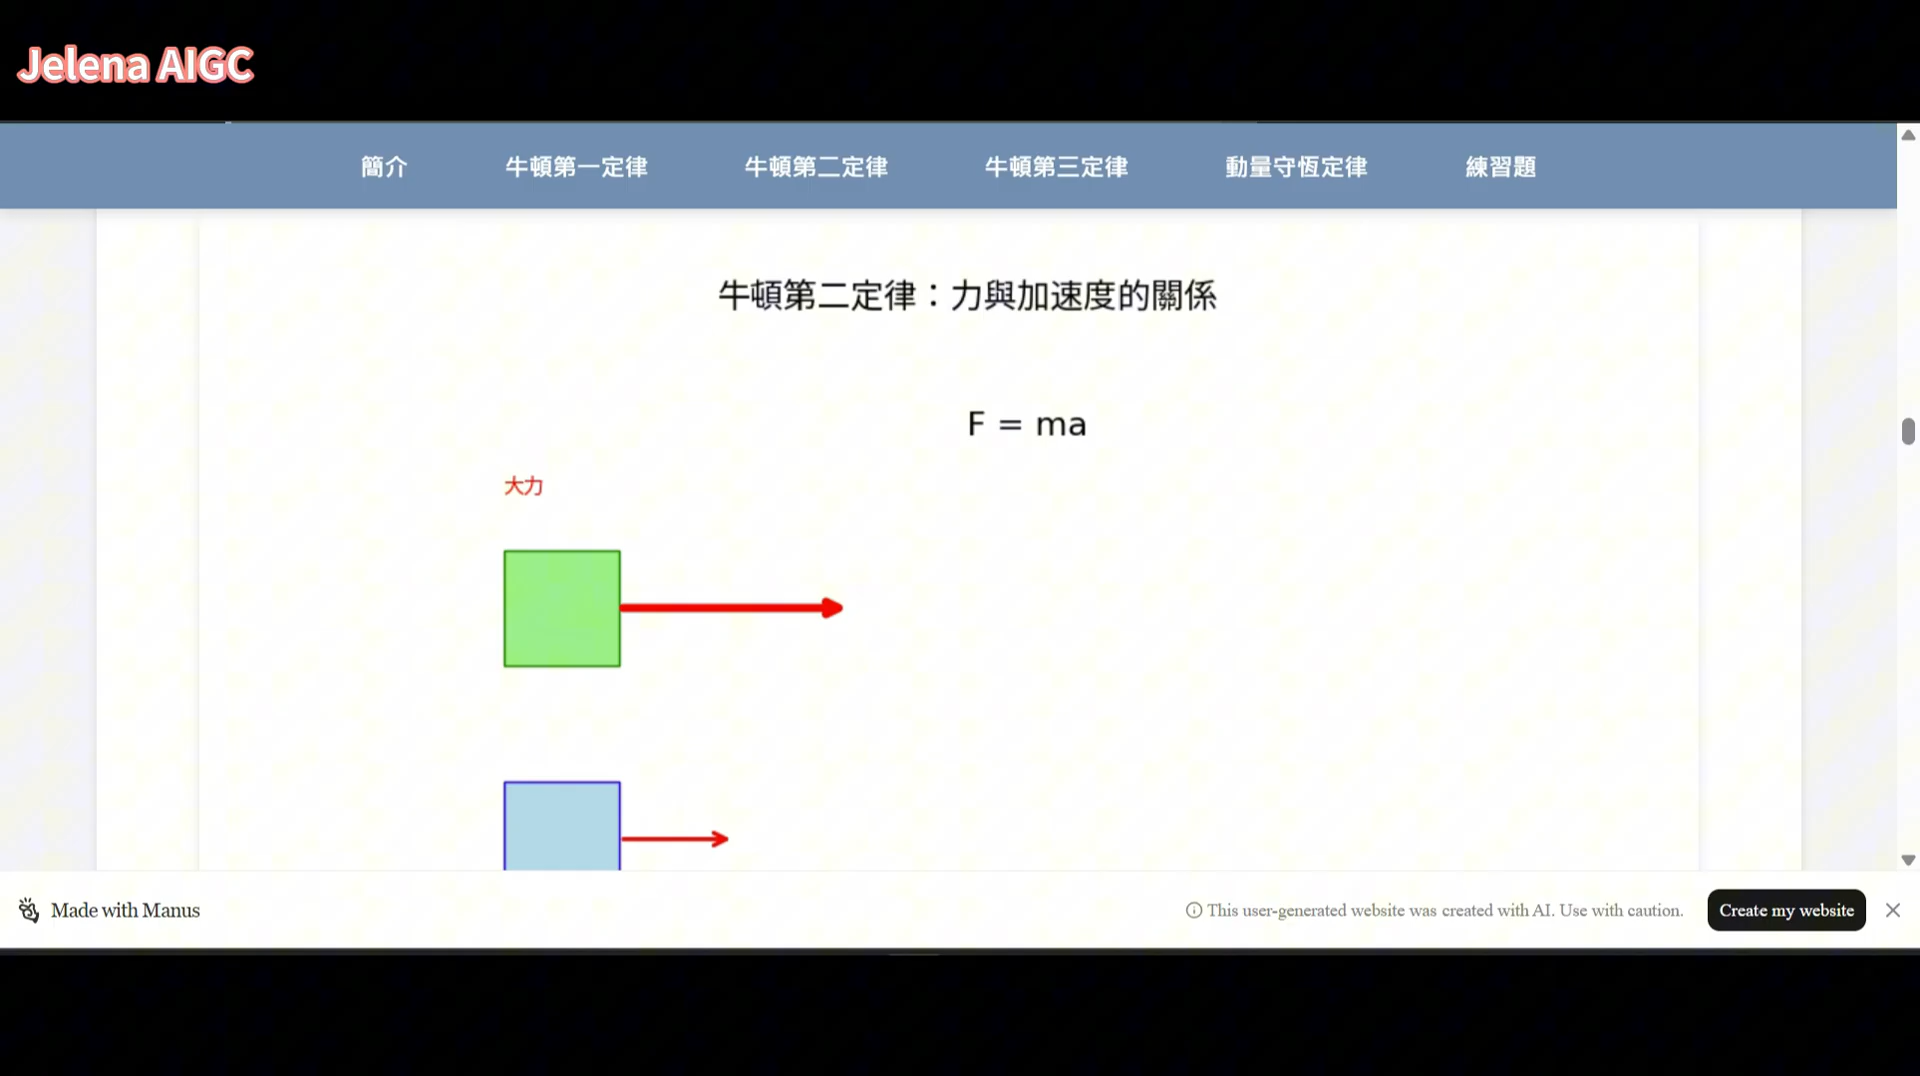 Jelena AIGC
簡介 牛頓第一定律 牛頓第二定律 牛頓第三定律 動量守恆定律 練習題
牛頓第二定律：力與加速度的關係
F = ma
大力
Made with Manus
This user-generated website was created with AI. Use with caution.
Create my website